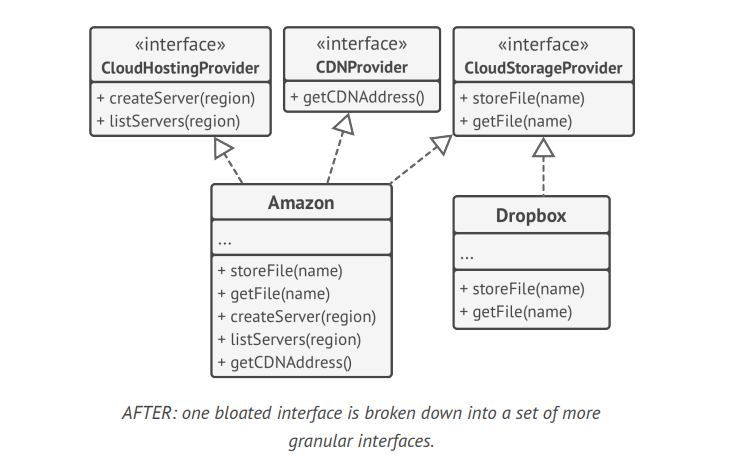 «interface»
CloudHostingProvider
+ createServer(region)
+ listServers(region)
«interface»
CDNProvider
+ getCDNAddress()
«interface»
CloudStorageProvider
+ storeFile(name)
+ getFile(name)
Amazon
...
+ storeFile(name)
+ getFile(name)
+ createServer(region)
+ listServers(region)
+ getCDNAddress()
Dropbox
...
+ storeFile(name)
+ getFile(name)
AFTER: one bloated interface is broken down into a set of more
granular interfaces.